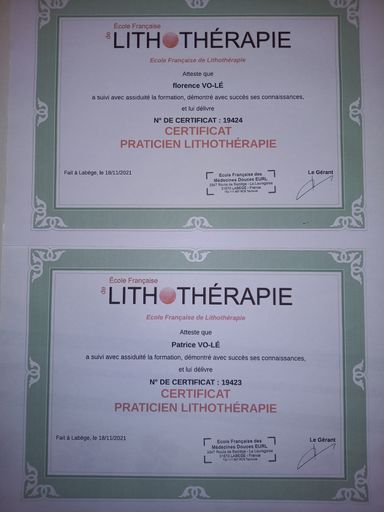 École Française
de LITHOTHÉRAPIE
Ecole Française de Lithothérapie
Atteste que
florence VO-LÉ
a suivi avec assiduité la formation, démontré avec succès ses connaissances,
et lui délivre
N° DE CERTIFICAT : 19424
CERTIFICAT
PRATICIEN LITHOTHÉRAPIE
Fait à Labège, le 18/11/2021
Ecole Française des
Médecines Douces EURL
Le Gérant
École Française
de LITHOTHÉRAPIE
Ecole Française de Lithothérapie
Atteste que
Patrice VO-LÉ
a suivi avec assiduité la formation, démontré avec succès ses connaissances,
et lui délivre
N° DE CERTIFICAT : 19423
CERTIFICAT
PRATICIEN LITHOTHÉRAPIE
Fait à Labège, le 18/11/2021
Ecole Française des
Médecines Douces EURL
Le Gérant